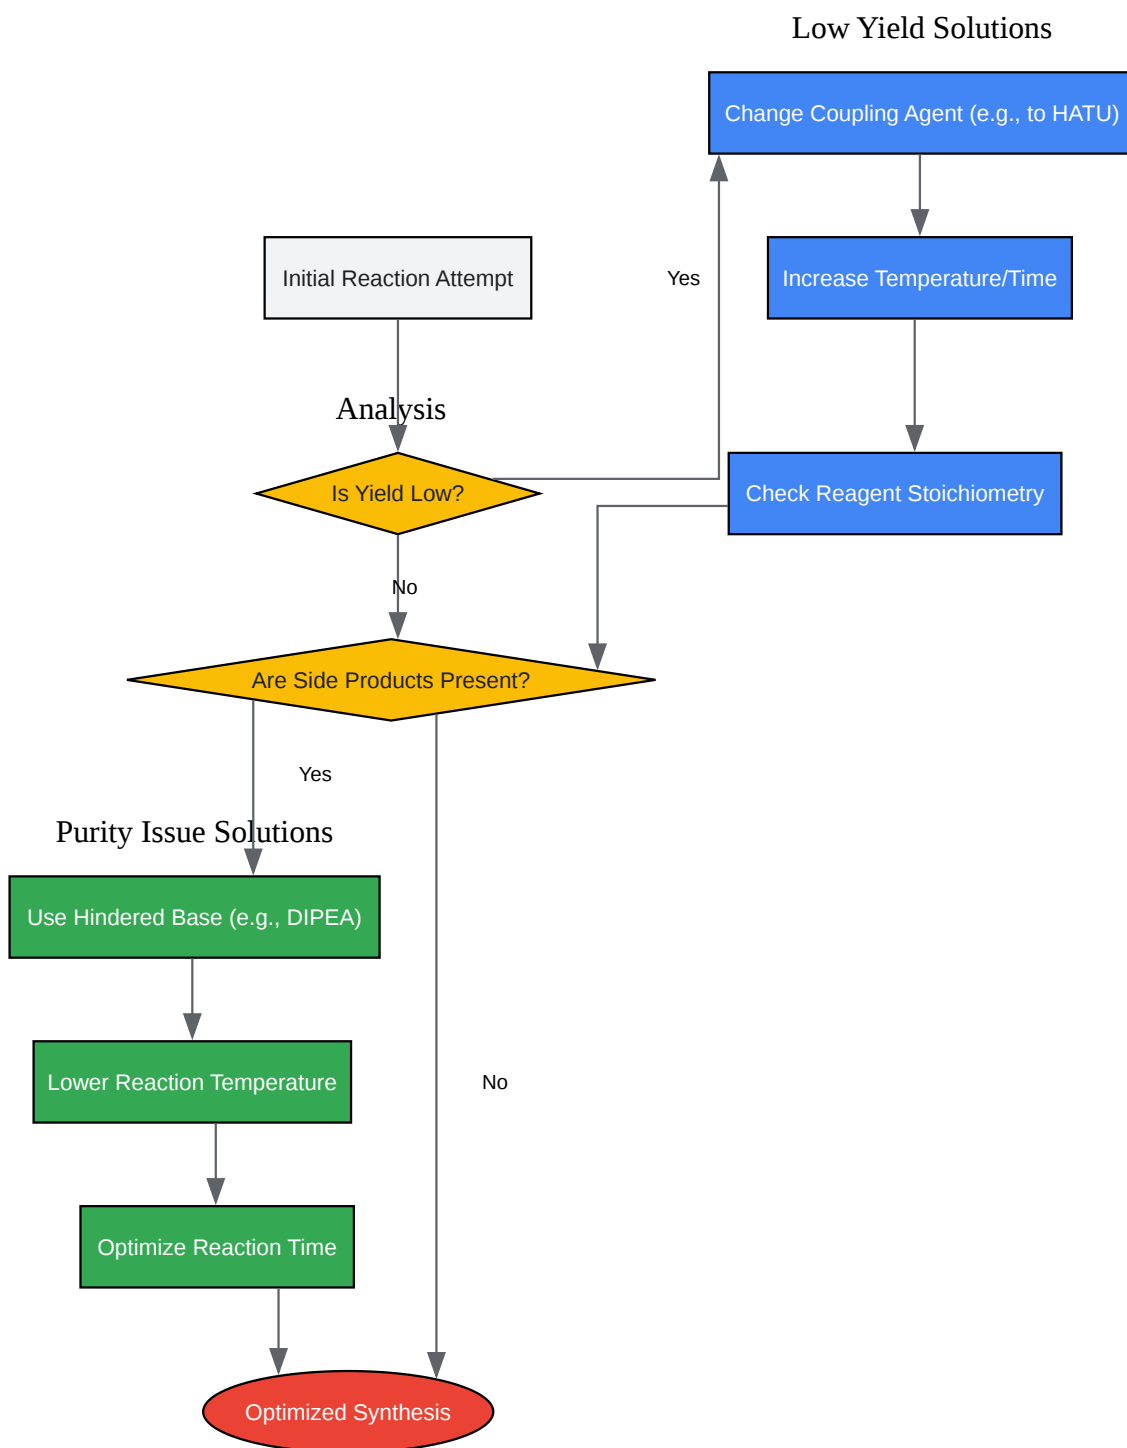 Low Yield Solutions
Change Coupling Agent (e.g., to HATU)
Initial Reaction Attempt
Yes
Increase Temperature/Time
Analysis
Is Yield Low?
Check Reagent Stoichiometry
No
Are Side Products Present?
Yes
Purity Issue Solutions
Use Hindered Base (e.g., DIPEA)
Lower Reaction Temperature
No
Optimize Reaction Time
Optimized Synthesis